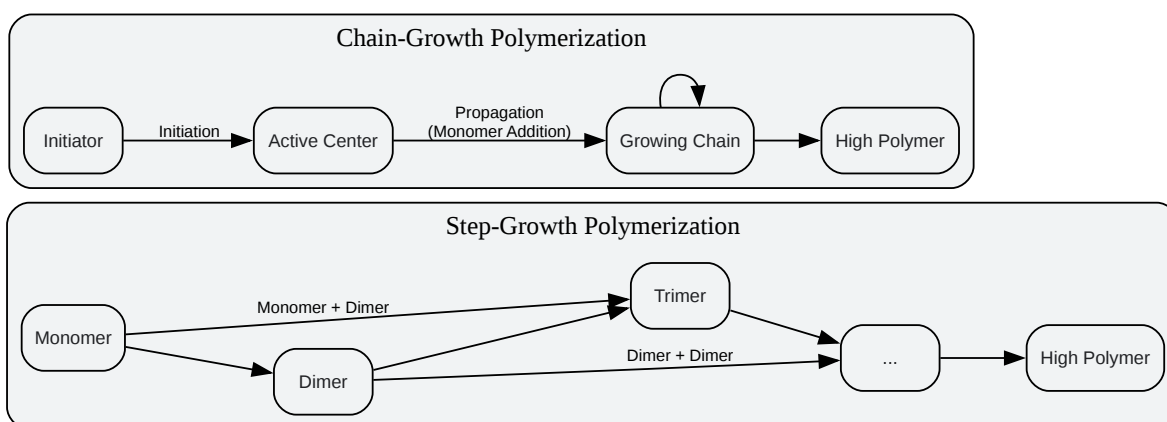 Chain-Growth Polymerization
Initiator
Initiation
Active Center
Propagation
(Monomer Addition)
Growing Chain
High Polymer
Step-Growth Polymerization
Monomer
Monomer + Dimer
Dimer
Trimer
Dimer + Dimer
...
High Polymer